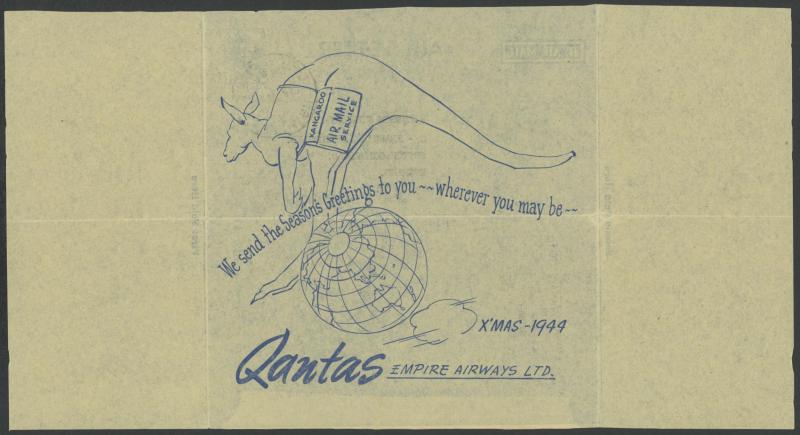 KANGAROO
AIR MAIL
SERVICE
We send the Season's Greetings to you ~~ wherever you may be ~~
X'MAS - 1944
Qantas EMPIRE AIRWAYS LTD.